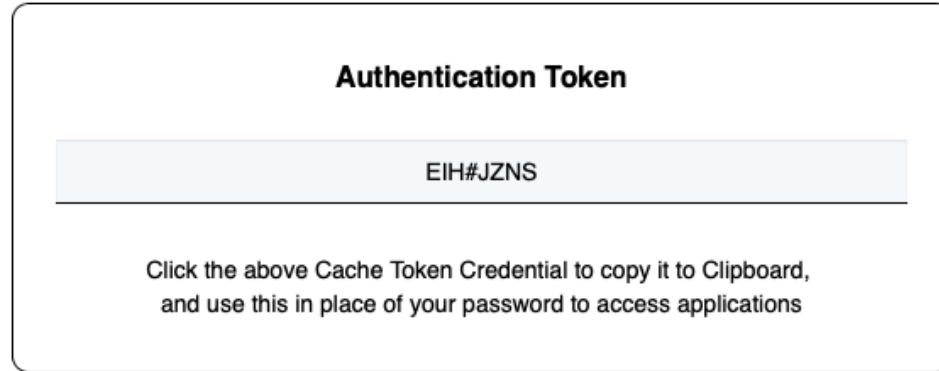 Authentication Token
EIH#JZNS
Click the above Cache Token Credential to copy it to Clipboard,
and use this in place of your password to access applications